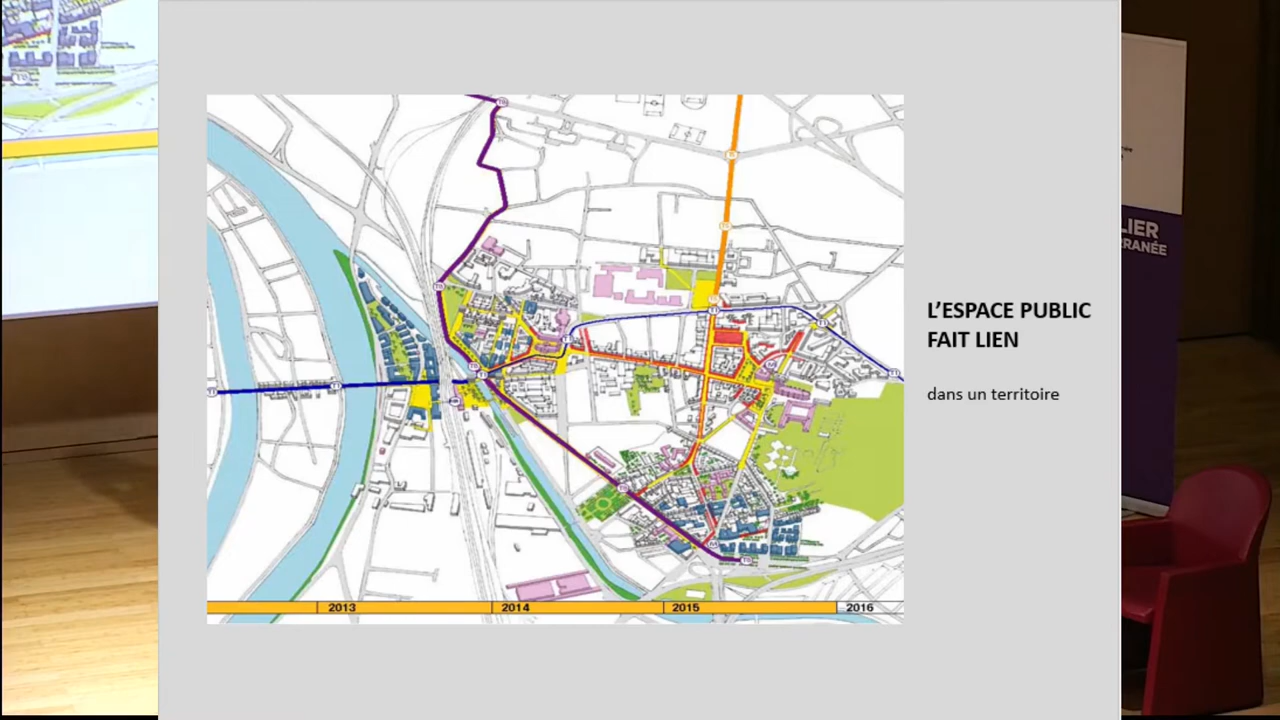 L'ESPACE PUBLIC
FAIT LIEN
dans un territoire
2013
2014
2015
2016
LIER
RANÉE